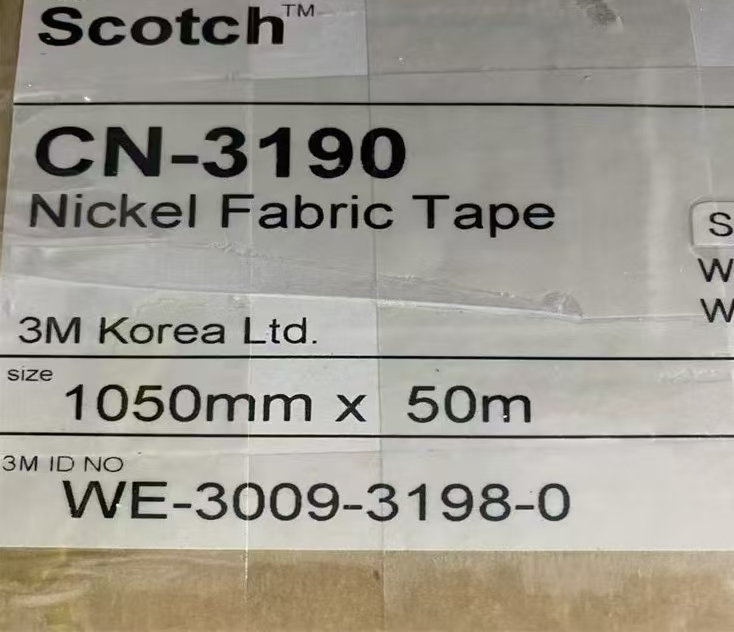 Scotch™
CN-3190
Nickel Fabric Tape
S
W
W
3M Korea Ltd.
size
1050mm x 50m
3M ID NO
WE-3009-3198-0